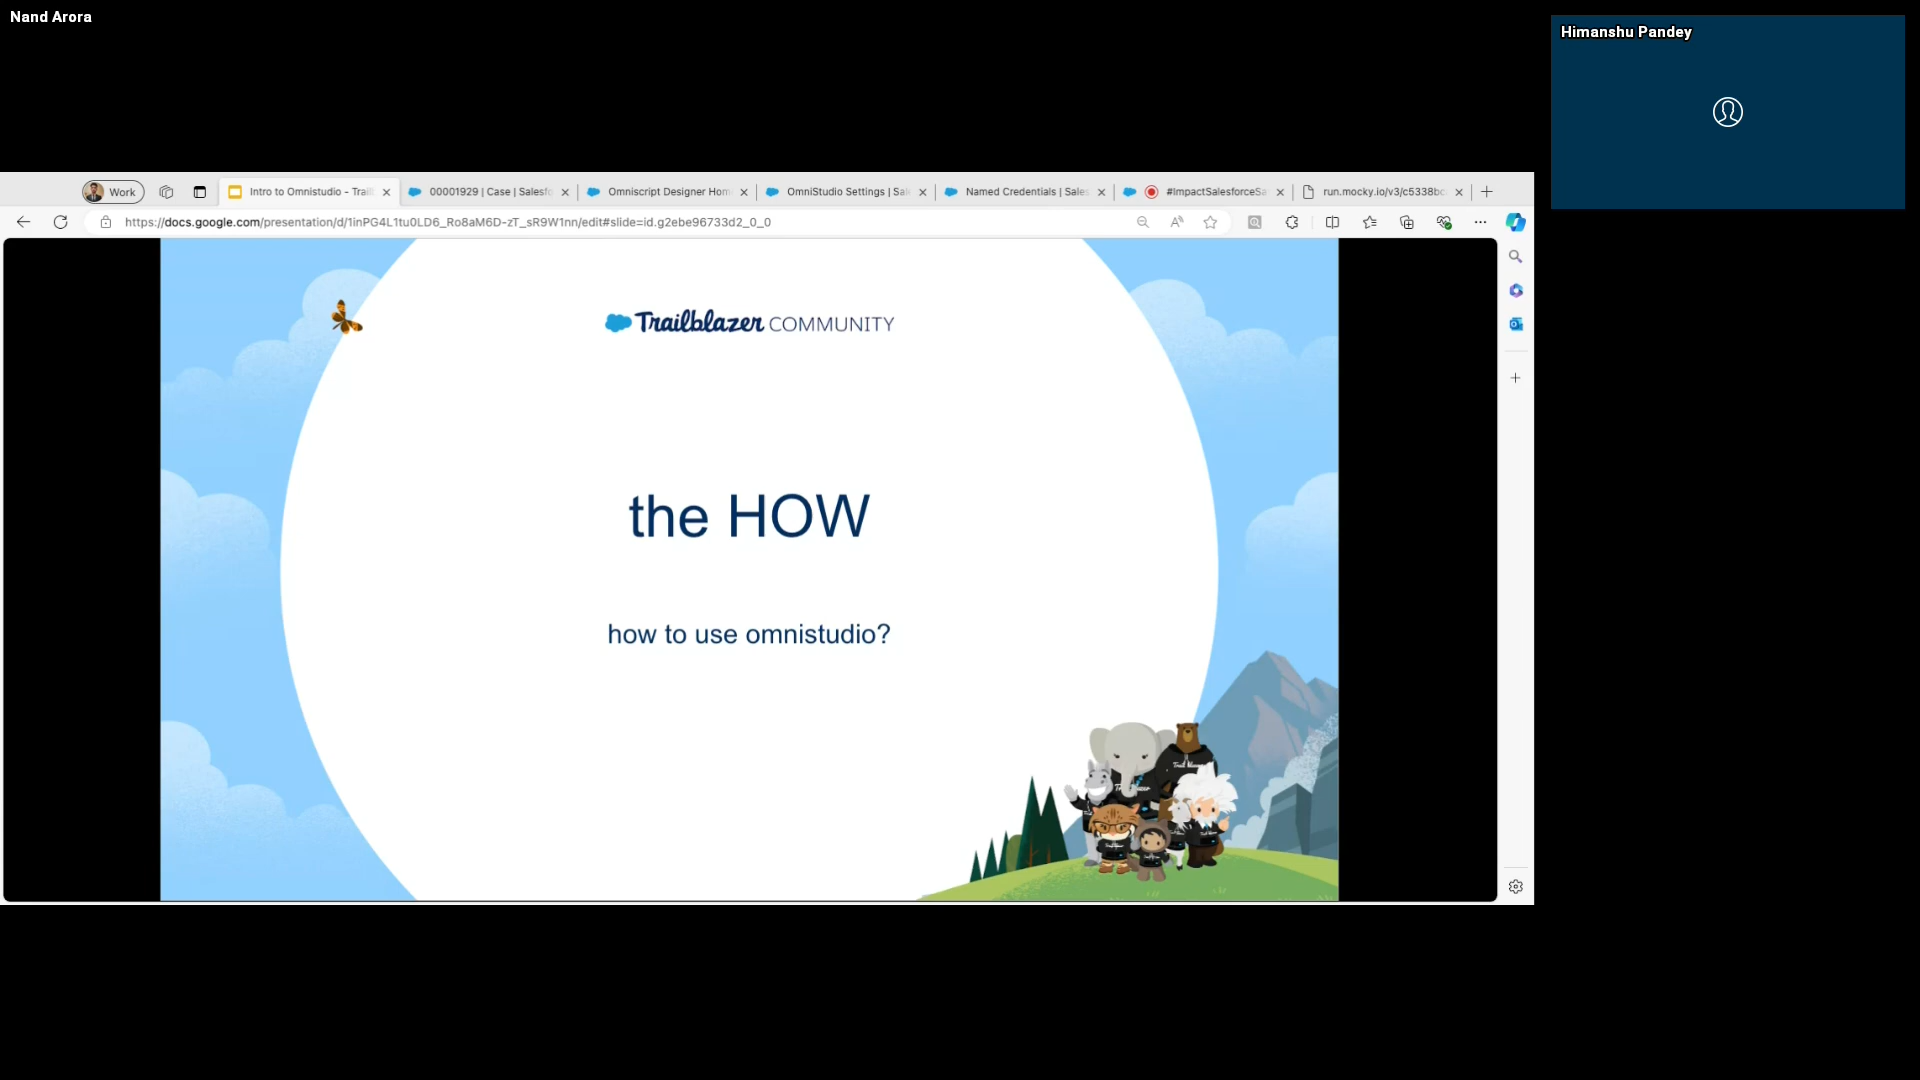 Nand Arora
Himanshu Pandey
Work
Intro to Omnistudio - Trail
00001929 | Case | Salesfo
Omniscript Designer Hom
OmniStudio Settings | Sal
Named Credentials | Sales
#ImpactSalesforceSa
run.mocky.io/v3/c5338bc
https://docs.google.com/presentation/d/1inPG4L1tu0LD6_Ro8aM6D-zT_sR9W1nn/edit#slide=id.g2ebe96733d2_0_0
Trailblazer COMMUNITY
the HOW
how to use omnistudio?